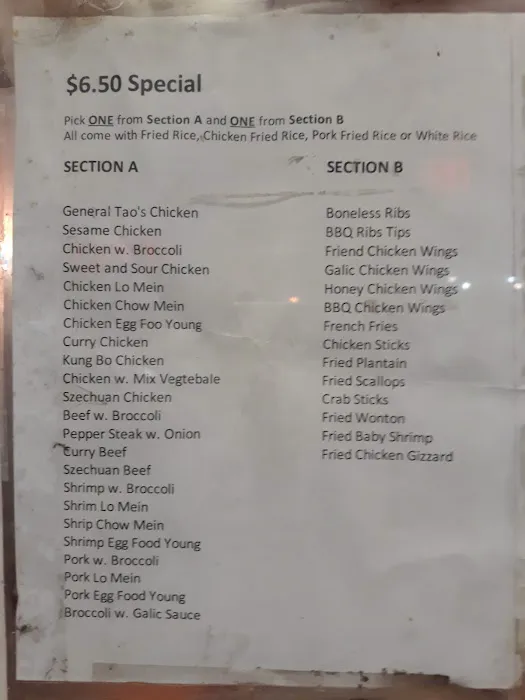 $6.50 Special
Pick ONE from Section A and ONE from Section B
All come with Fried Rice, Chicken Fried Rice, Pork Fried Rice or White Rice
SECTION A
General Tao's Chicken
Sesame Chicken
Chicken w. Broccoli
Sweet and Sour Chicken
Chicken Lo Mein
Chicken Chow Mein
Chicken Egg Foo Young
Curry Chicken
Kung Bo Chicken
Chicken w. Mix Vegtebale
Szechuan Chicken
Beef w. Broccoli
Pepper Steak w. Onion
Curry Beef
Szechuan Beef
Shrimp w. Broccoli
Shrim Lo Mein
Shrip Chow Mein
Shrimp Egg Food Young
Pork w. Broccoli
Pork Lo Mein
Pork Egg Food Young
Broccoli w. Galic Sauce
SECTION B
Boneless Ribs
BBQ Ribs Tips
Friend Chicken Wings
Galic Chicken Wings
Honey Chicken Wings
BBQ Chicken Wings
French Fries
Chicken Sticks
Fried Plantain
Fried Scallops
Crab Sticks
Fried Wonton
Fried Baby Shrimp
Fried Chicken Gizzard